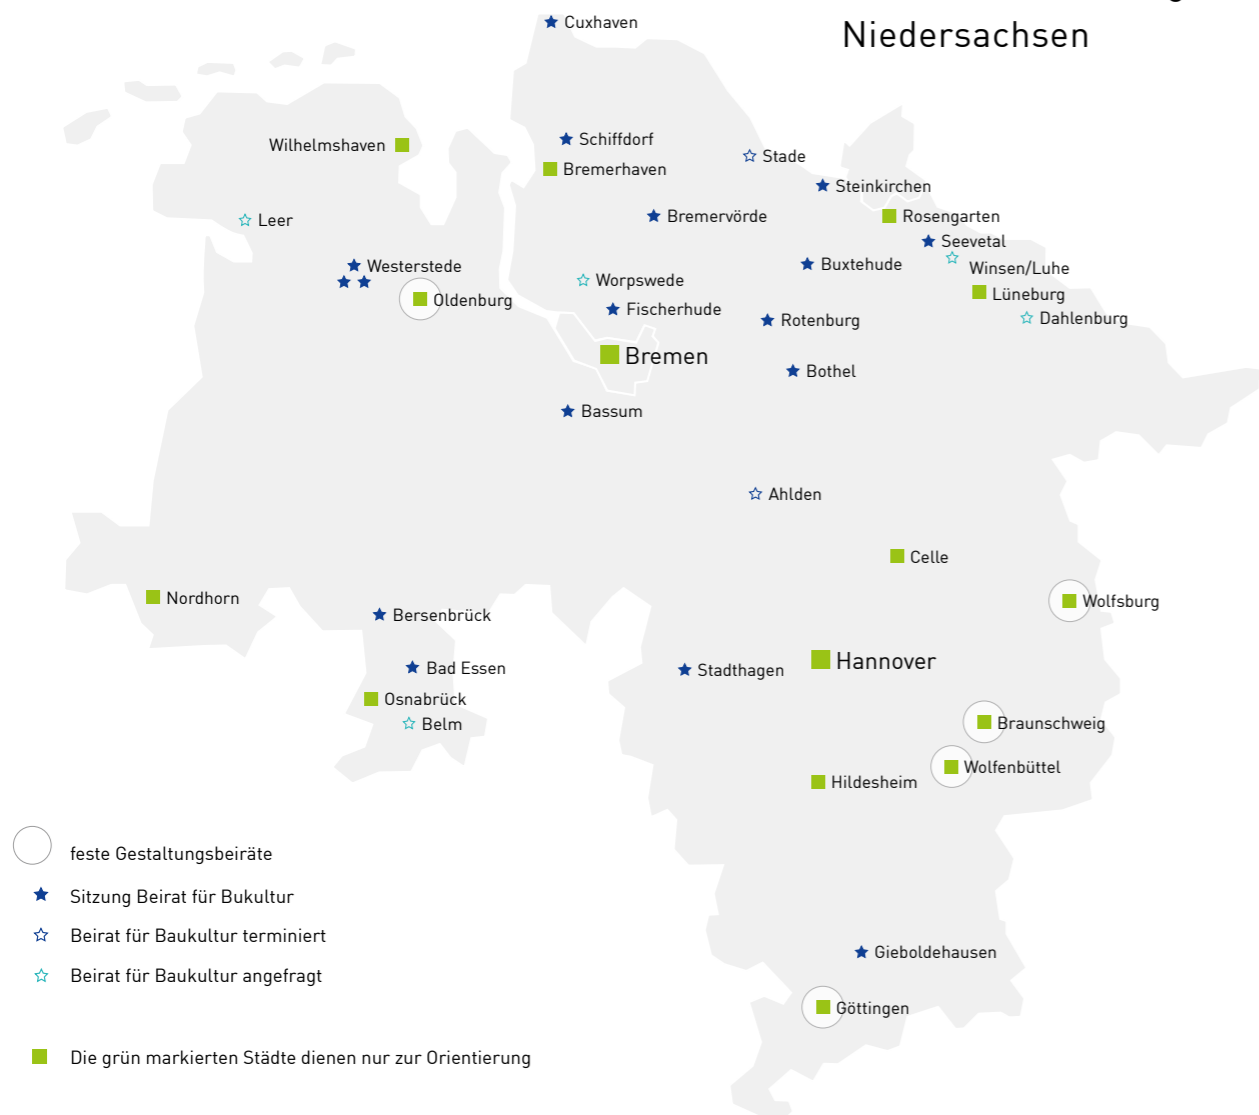 Niedersachsen
Cuxhaven
Schiffdorf
Wilhelmshaven
Bremerhaven
Stade
Steinkirchen
Leer
Bremervörde
Rosengarten
Seevetal
Westerstede
Buxtehude
Winsen/Luhe
Worpswede
Lüneburg
Oldenburg
Fischerhude
Dahlenburg
Rotenburg
Bremen
Bothel
Bassum
Ahlden
Celle
Nordhorn
Wolfsburg
Bersenbrück
Hannover
Bad Essen
Stadthagen
Osnabrück
Belm
Braunschweig
Wolfenbüttel
Hildesheim
feste Gestaltungsbeiräte
Sitzung Beirat für Bukultur
Beirat für Baukultur terminiert
Beirat für Baukultur angefragt
Gieboldehausen
Göttingen
Die grün markierten Städte dienen nur zur Orientierung